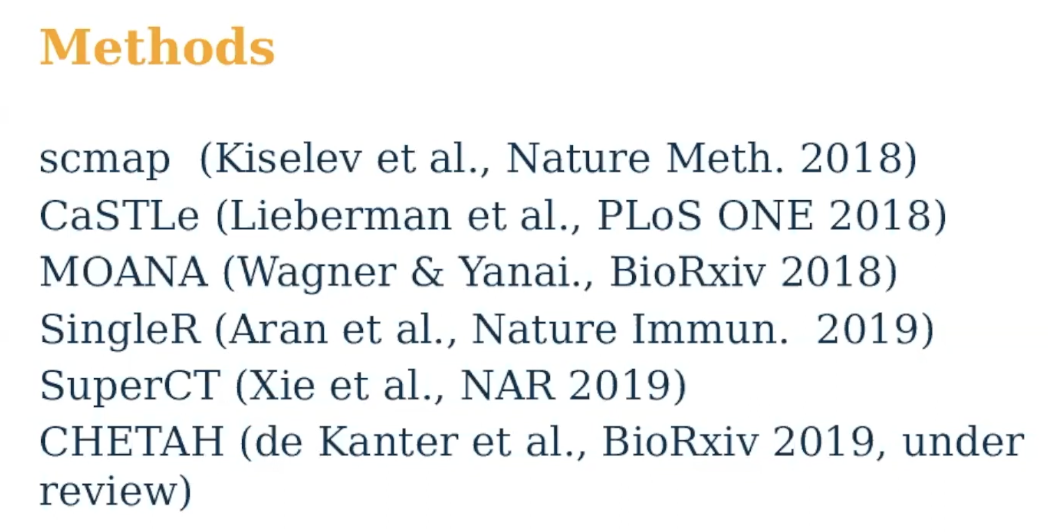 Methods
scmap  (Kiselev et al., Nature Meth. 2018)
CaSTLe (Lieberman et al., PLoS ONE 2018)
MOANA (Wagner & Yanai., BioRxiv 2018)
SingleR (Aran et al., Nature Immun.  2019)
SuperCT (Xie et al., NAR 2019)
CHETAH (de Kanter et al., BioRxiv 2019, under
review)